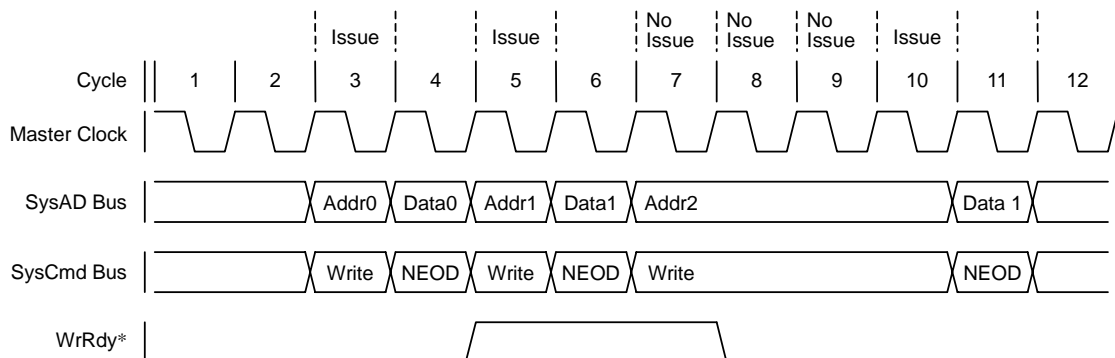 Issue Issue No Issue No Issue No Issue Issue
Cycle 1 2 3 4 5 6 7 8 9 10 11 12
Master Clock
SysAD Bus Addr0 Data0 Addr1 Data1 Addr2 Data 1
SysCmd Bus Write NEOD Write NEOD Write NEOD
WrRdy*